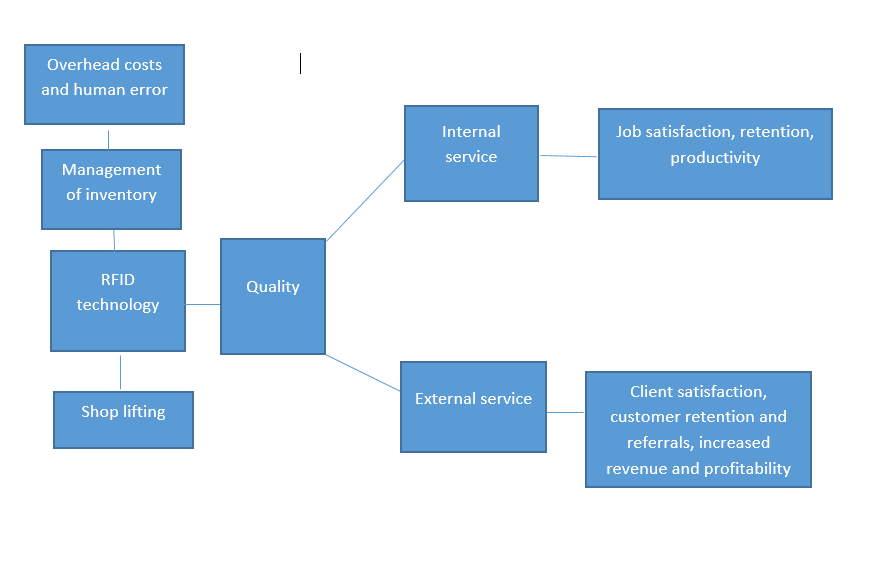 Overhead costs
and human error
Management
of inventory
RFID
technology
Shop lifting
Quality
Internal
service
Job satisfaction, retention,
productivity
External service
Client satisfaction,
customer retention and
referrals, increased
revenue and profitability